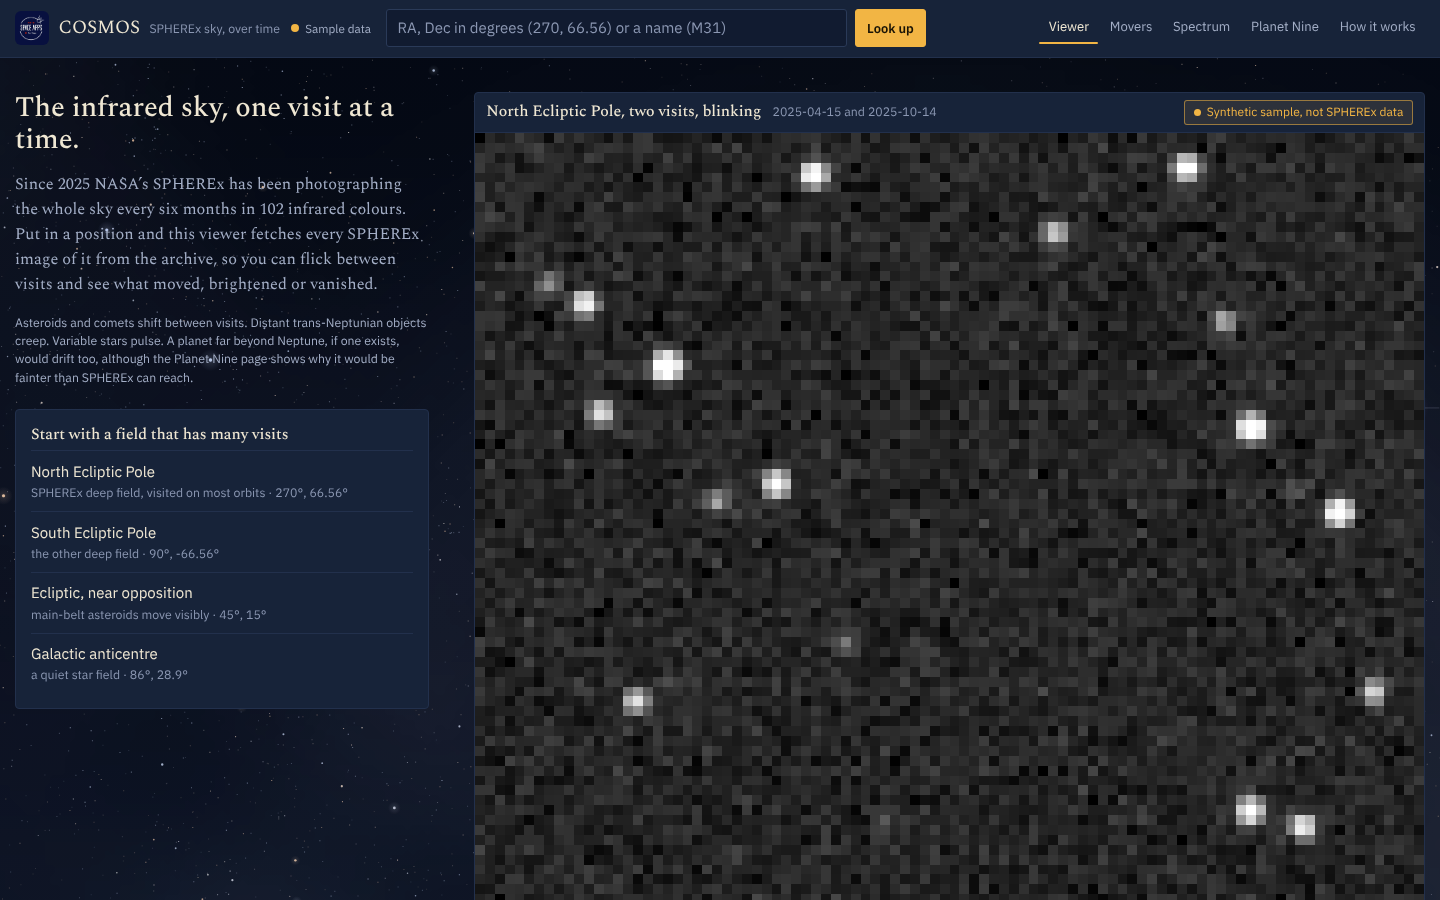 SPACE APPS
COSMOS
SPHEREx sky, over time
Sample data
RA, Dec in degrees (270, 66.56) or a name (M31)
Look up
Viewer
Movers
Spectrum
Planet Nine
How it works
The infrared sky, one visit at a
time.
Since 2025 NASA’s SPHEREx has been photographing
the whole sky every six months in 102 infrared colours.
Put in a position and this viewer fetches every SPHEREx
image of it from the archive, so you can flick between
visits and see what moved, brightened or vanished.
Asteroids and comets shift between visits. Distant trans-Neptunian objects
creep. Variable stars pulse. A planet far beyond Neptune, if one exists,
would drift too, although the Planet Nine page shows why it would be
fainter than SPHEREx can reach.
Start with a field that has many visits
North Ecliptic Pole
SPHEREx deep field, visited on most orbits · 270°, 66.56°
South Ecliptic Pole
the other deep field · 90°, -66.56°
Ecliptic, near opposition
main-belt asteroids move visibly · 45°, 15°
Galactic anticentre
a quiet star field · 86°, 28.9°
North Ecliptic Pole, two visits, blinking
2025-04-15 and 2025-10-14
Synthetic sample, not SPHEREx data